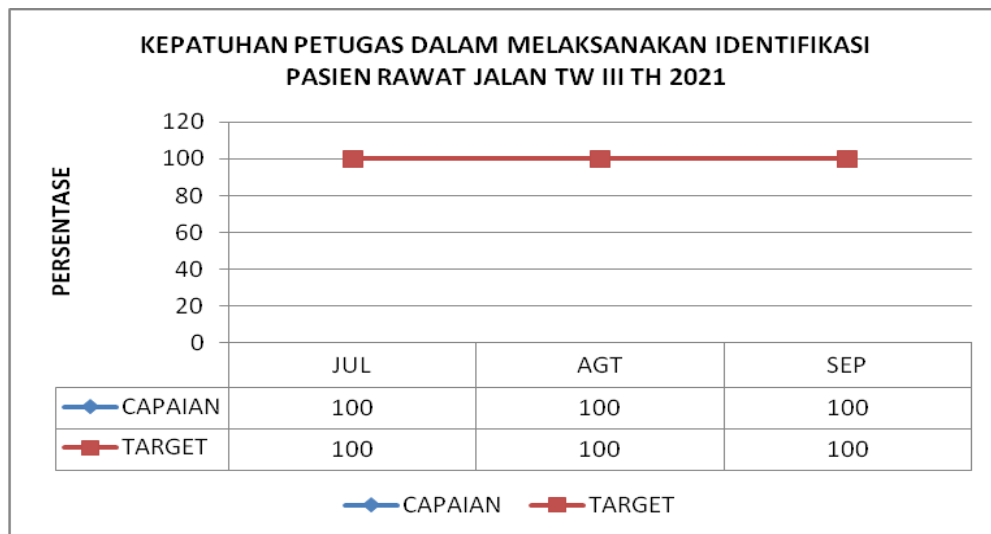 KEPATUHAN PETUGAS DALAM MELAKSANAKAN IDENTIFIKASI
PASIEN RAWAT JALAN TW III TH 2021
PERSENTASE
120
100
80
60
40
20
0
JUL AGT SEP
CAPAIAN 100 100 100
TARGET 100 100 100
CAPAIAN TARGET